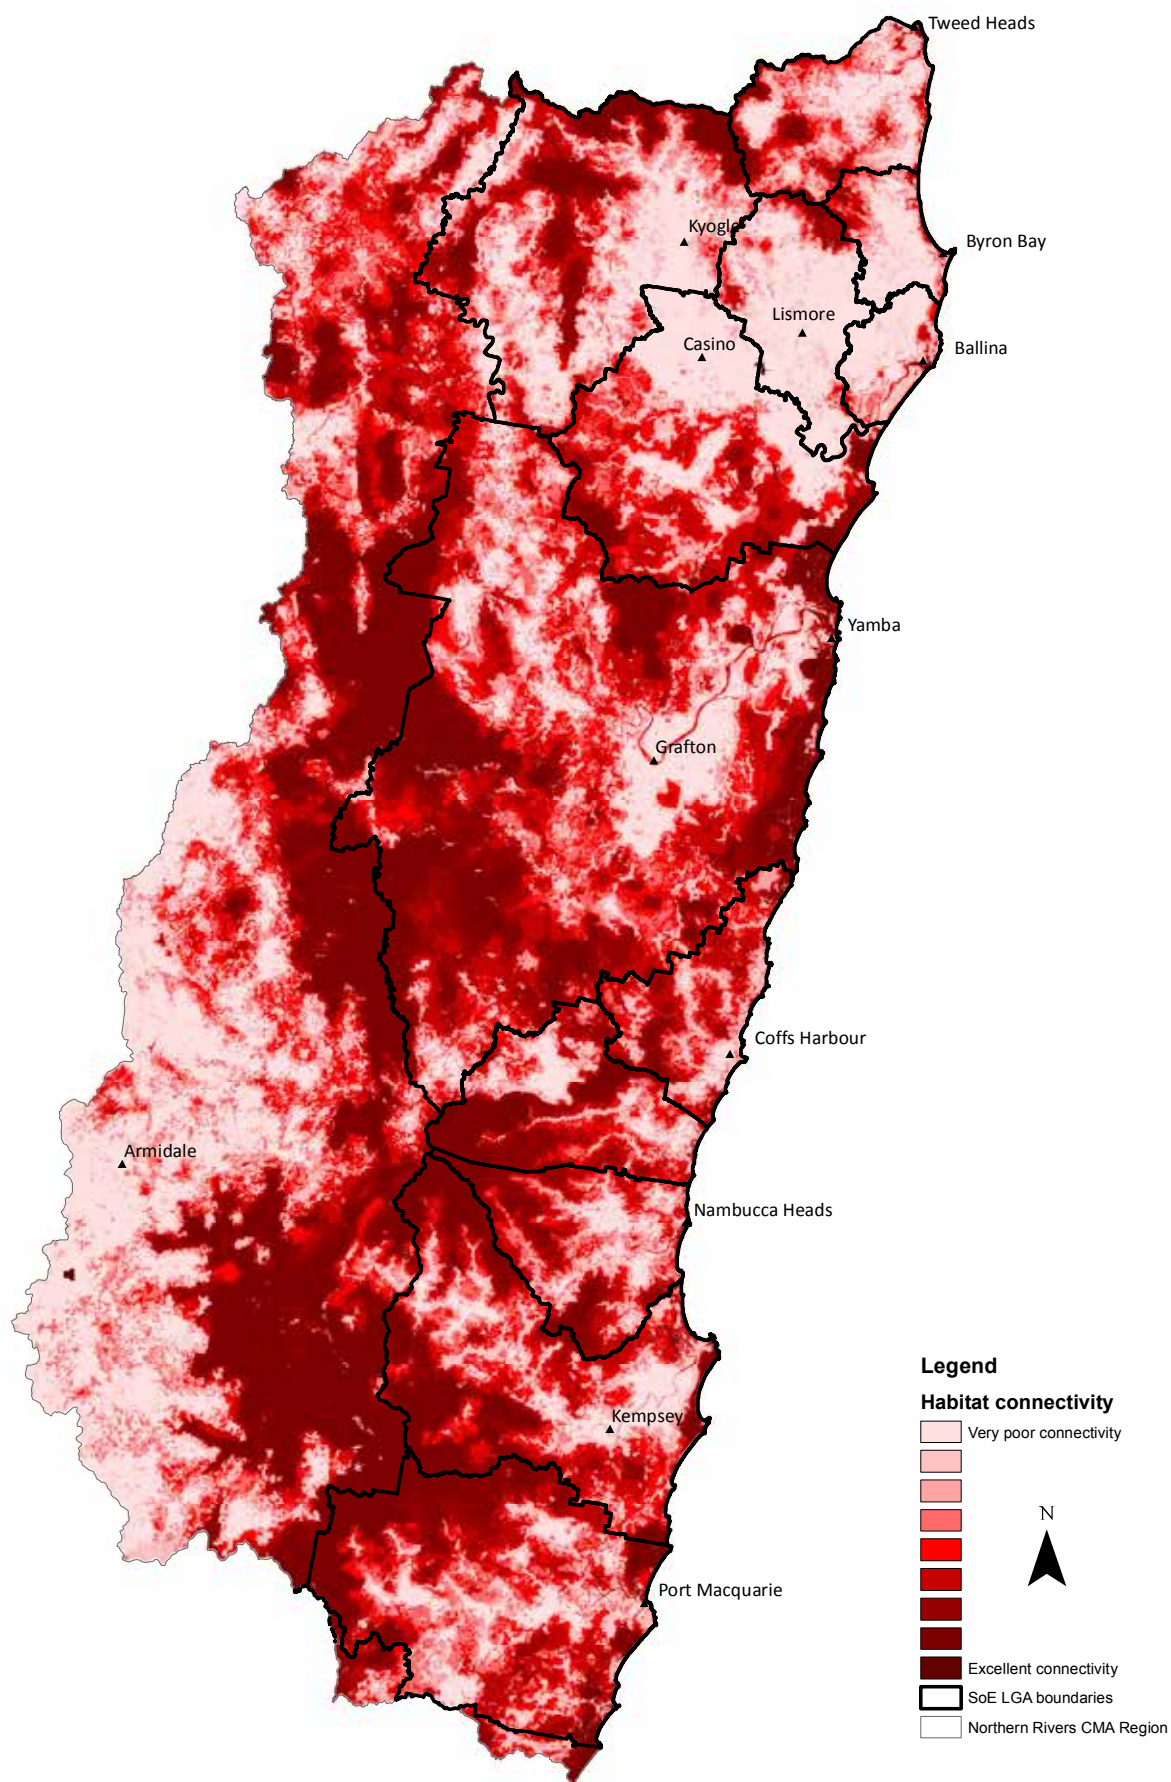 Tweed Heads
Kyogle
Byron Bay
Lismore
Casino
Ballina
Yamba
Grafton
Coffs Harbour
Armidale
Nambucca Heads
Kempsey
Port Macquarie
Legend
Habitat connectivity
Very poor connectivity
Excellent connectivity
SoE LGA boundaries
Northern Rivers CMA Region
N